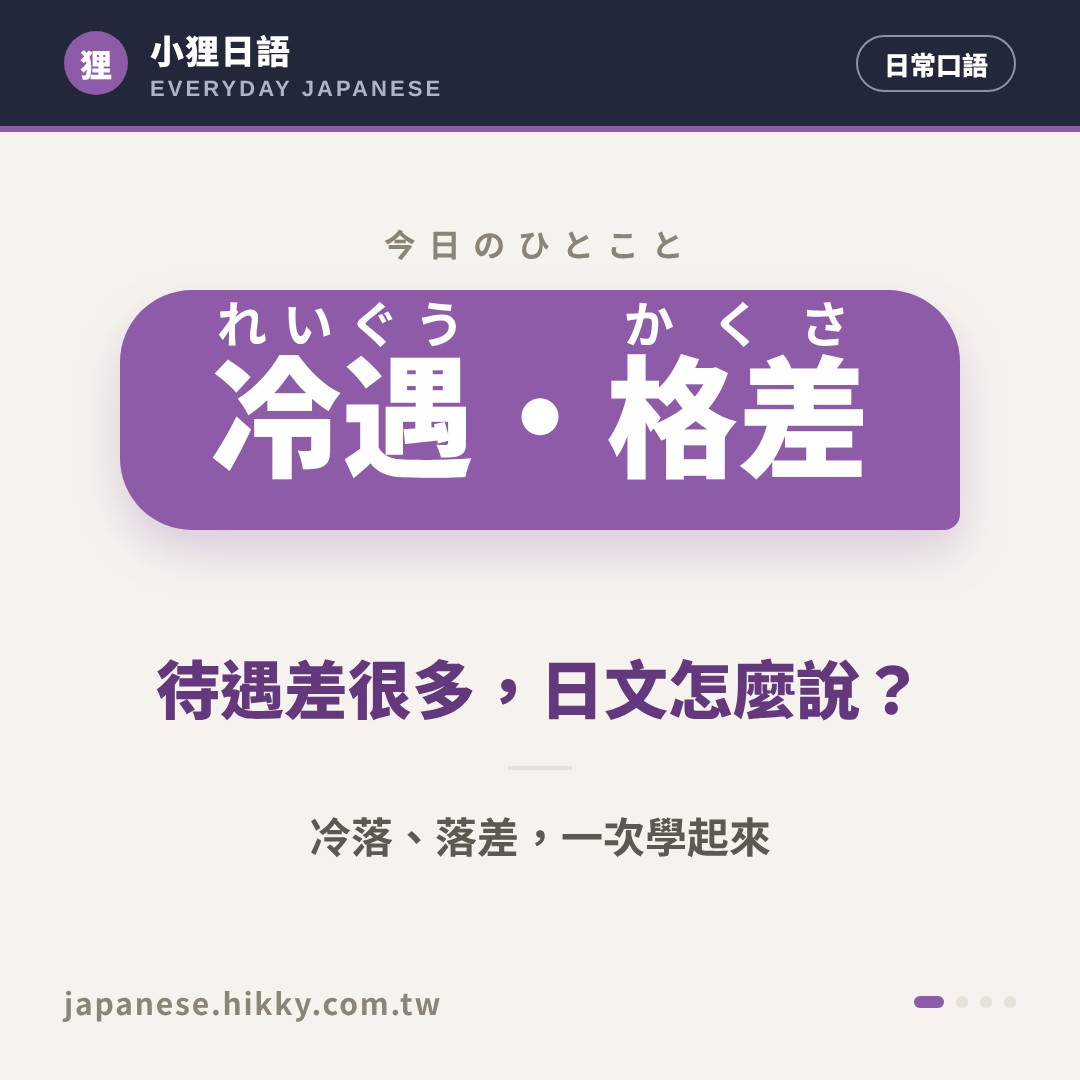 狸
小狸日語
EVERYDAY JAPANESE
日常口語
今日のひとこと
れいぐう かくさ
冷遇・格差
待遇差很多，日文怎麼說？
冷落、落差，一次學起來
japanese.hikky.com.tw